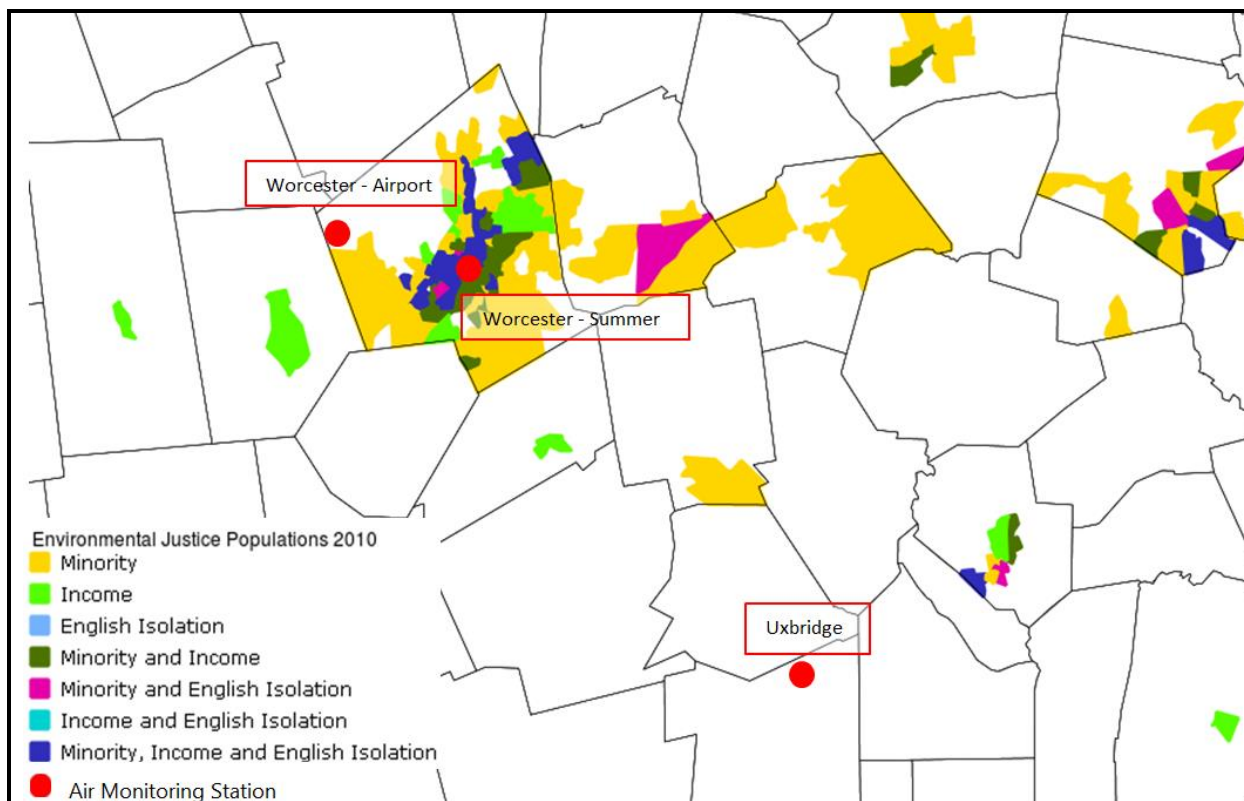 Worcester - Airport
Worcester - Summer
Uxbridge
Environmental Justice Populations 2010
Minority
Income
English Isolation
Minority and Income
Minority and English Isolation
Income and English Isolation
Minority, Income and English Isolation
Air Monitoring Station